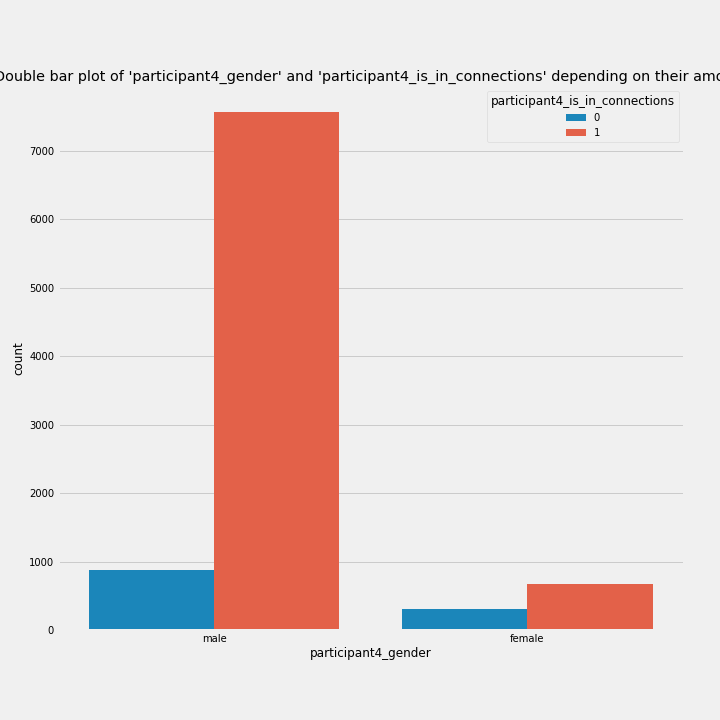 Double bar plot of 'participant4_gender' and 'participant4_is_in_connections' depending on their
participant4_is_in_connections
0
1
7000
6000
5000
4000
3000
2000
1000
0
count
male
female
participant4_gender